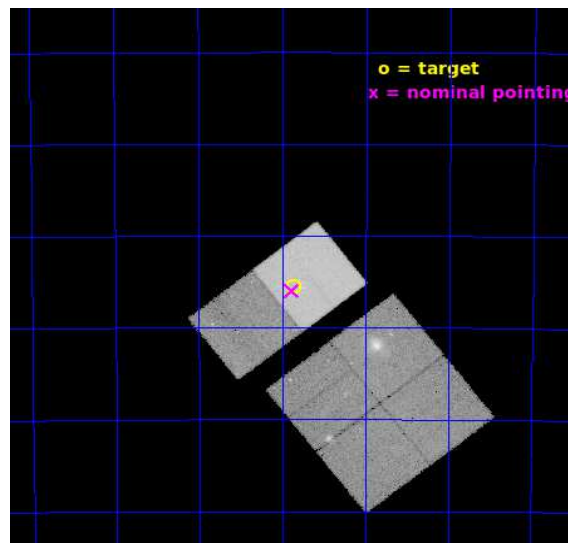 o = target
x = nominal pointing